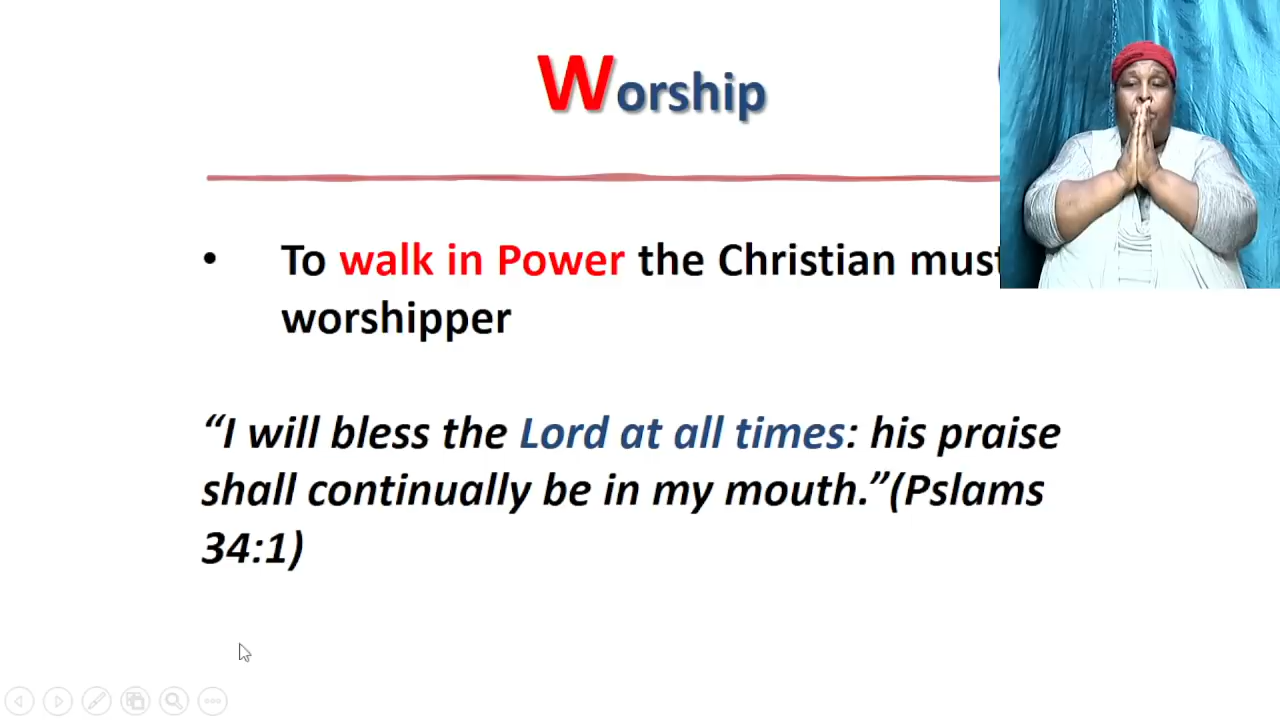 Worship
• To walk in Power the Christian must
worshipper
“I will bless the Lord at all times: his praise
shall continually be in my mouth.”(Pslams
34:1)